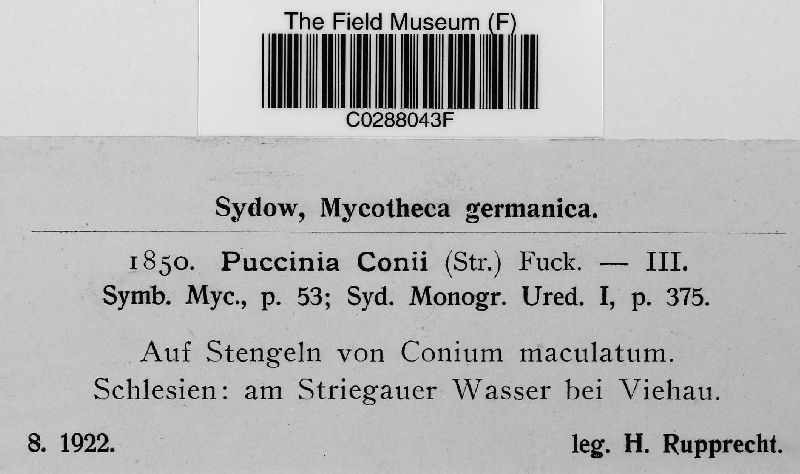 The Field Museum (F)
C0288043F
Sydow, Mycotheca germanica.
1850. Puccinia Conii (Str.) Fuck. — III.
Symb. Myc., p. 53; Syd. Monogr. Ured. I, p. 375.
Auf Stengeln von Conium maculatum.
Schlesien: am Striegauer Wasser bei Viehau.
8. 1922. leg. H. Rupprecht.